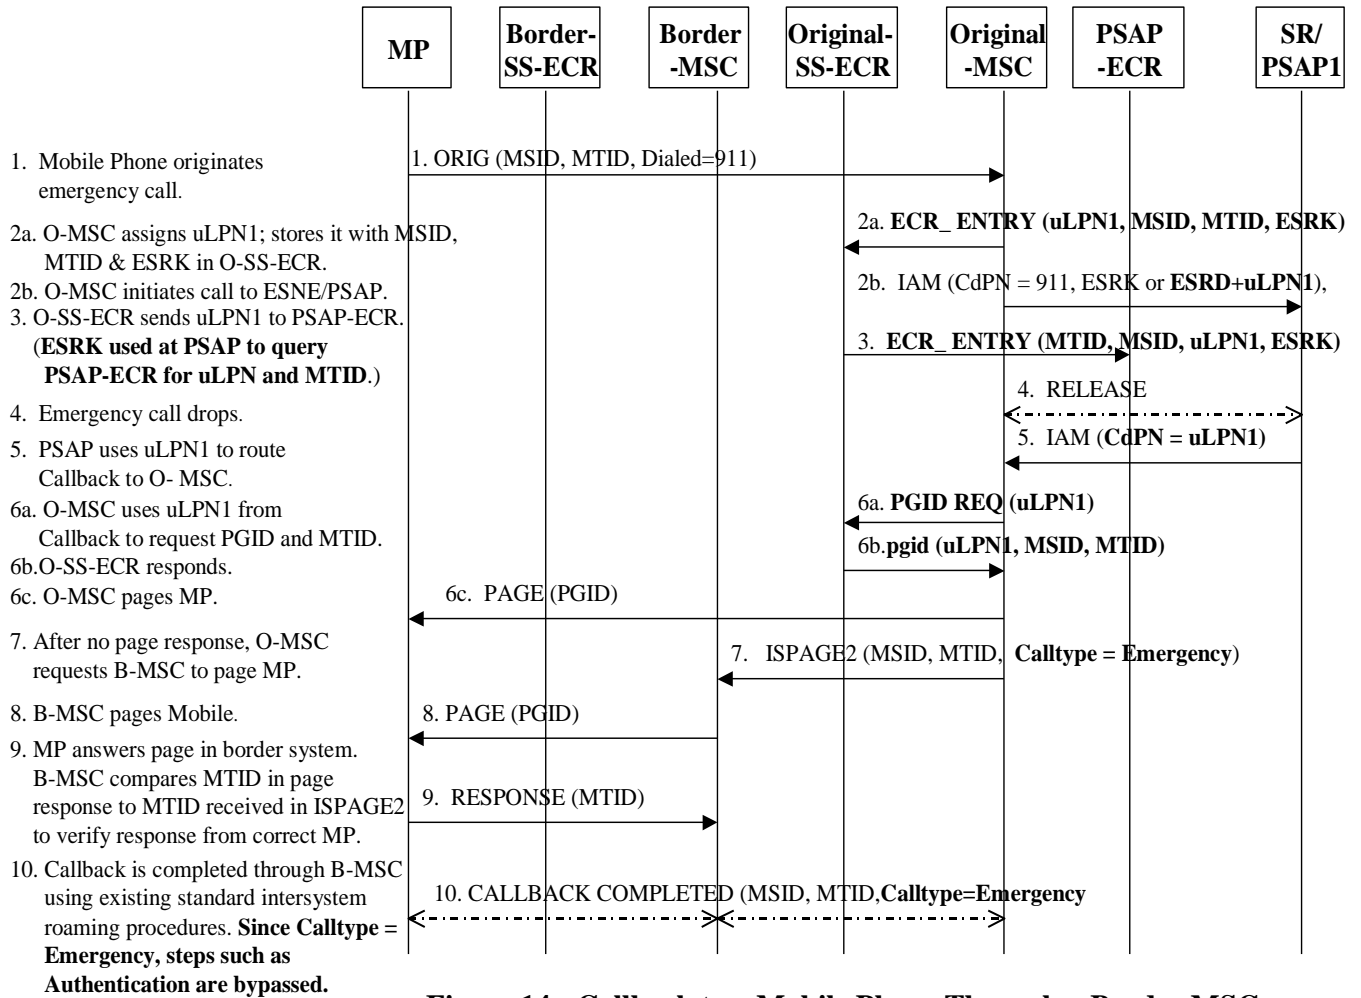 MP
Border-
SS-ECR
Border
-MSC
Original-
SS-ECR
Original
-MSC
PSAP
-ECR
SR/
PSAP1
1. Mobile Phone originates
emergency call.
1. ORIG (MSID, MTID, Dialed=911)
2a. O-MSC assigns uLPN1; stores it with MSID,
MTID & ESRK in O-SS-ECR.
2a. ECR_ ENTRY (uLPN1, MSID, MTID, ESRK)
2b. O-MSC initiates call to ESNE/PSAP.
2b. IAM (CdPN = 911, ESRK or ESRD+uLPN1),
3. O-SS-ECR sends uLPN1 to PSAP-ECR.
(ESRK used at PSAP to query
PSAP-ECR for uLPN and MTID.)
3. ECR_ ENTRY (MTID, MSID, uLPN1, ESRK)
4. Emergency call drops.
4. RELEASE
5. PSAP uses uLPN1 to route
Callback to O- MSC.
5. IAM (CdPN = uLPN1)
6a. O-MSC uses uLPN1 from
Callback to request PGID and MTID.
6a. PGID REQ (uLPN1)
6b.O-SS-ECR responds.
6b.pgid (uLPN1, MSID, MTID)
6c. O-MSC pages MP.
6c. PAGE (PGID)
7. After no page response, O-MSC
requests B-MSC to page MP.
7. ISPAGE2 (MSID, MTID, Calltype = Emergency)
8. B-MSC pages Mobile.
8. PAGE (PGID)
9. MP answers page in border system.
B-MSC compares MTID in page
response to MTID received in ISPAGE2
to verify response from correct MP.
9. RESPONSE (MTID)
10. Callback is completed through B-MSC
using existing standard intersystem
roaming procedures. Since Calltype =
Emergency, steps such as
Authentication are bypassed.
10. CALLBACK COMPLETED (MSID, MTID,Calltype=Emergency